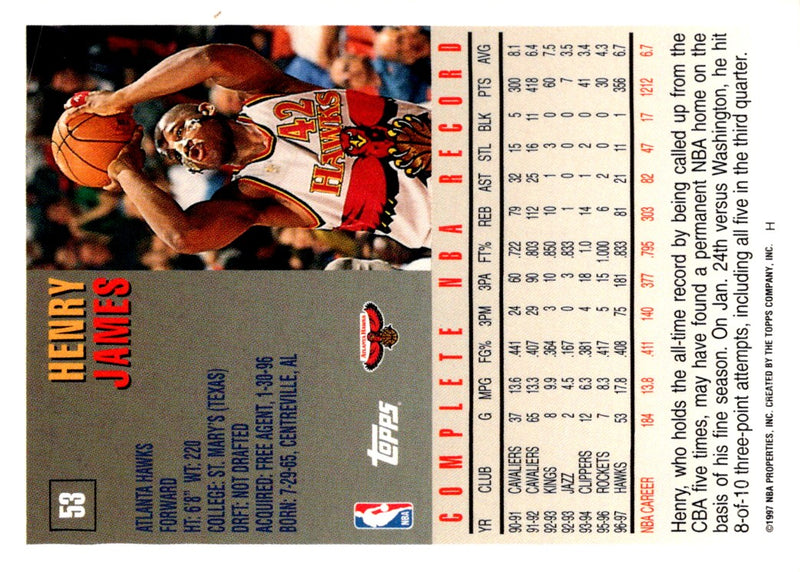 53
HENRY
JAMES
ATLANTA HAWKS
FORWARD
HT: 6'8" WT: 220
COLLEGE: ST. MARY'S (TEXAS)
DRFT: NOT DRAFTED
ACQUIRED: FREE AGENT, 1-30-96
BORN: 7-29-65, CENTREVILLE, AL
NBA
TOPPS
ATLANTA HAWKS
42
HAWKS
COMPLETE NBA RECORD
YR CLUB G MPG FG% 3PM 3PA FT% REB AST STL BLK PTS AVG
90-91 CAVALIERS 37 13.6 .441 24 60 .722 79 32 15 5 300 8.1
91-92 CAVALIERS 65 13.3 .407 29 90 .803 112 25 16 11 418 6.4
92-93 KINGS 8 9.9 .364 3 10 .850 10 1 3 0 60 7.5
92-93 JAZZ 2 4.5 .167 0 3 .833 1 1 0 0 7 3.5
93-94 CLIPPERS 12 6.3 .381 4 18 1.0 14 1 2 0 41 3.4
95-96 ROCKETS 7 8.3 .417 5 15 1.000 6 2 0 0 30 4.3
96-97 HAWKS 53 17.8 .408 75 181 .833 81 21 11 1 356 6.7
NBA CAREER 184 13.8 .411 140 377 .795 303 82 47 17 1212 6.7
Henry, who holds the all-time record by being called up from the
CBA five times, may have found a permanent NBA home on the
basis of his fine season. On Jan. 24th versus Washington, he hit
8-of-10 three-point attempts, including all five in the third quarter.
©1997 NBA PROPERTIES, INC. CREATED BY THE TOPPS COMPANY, INC. H